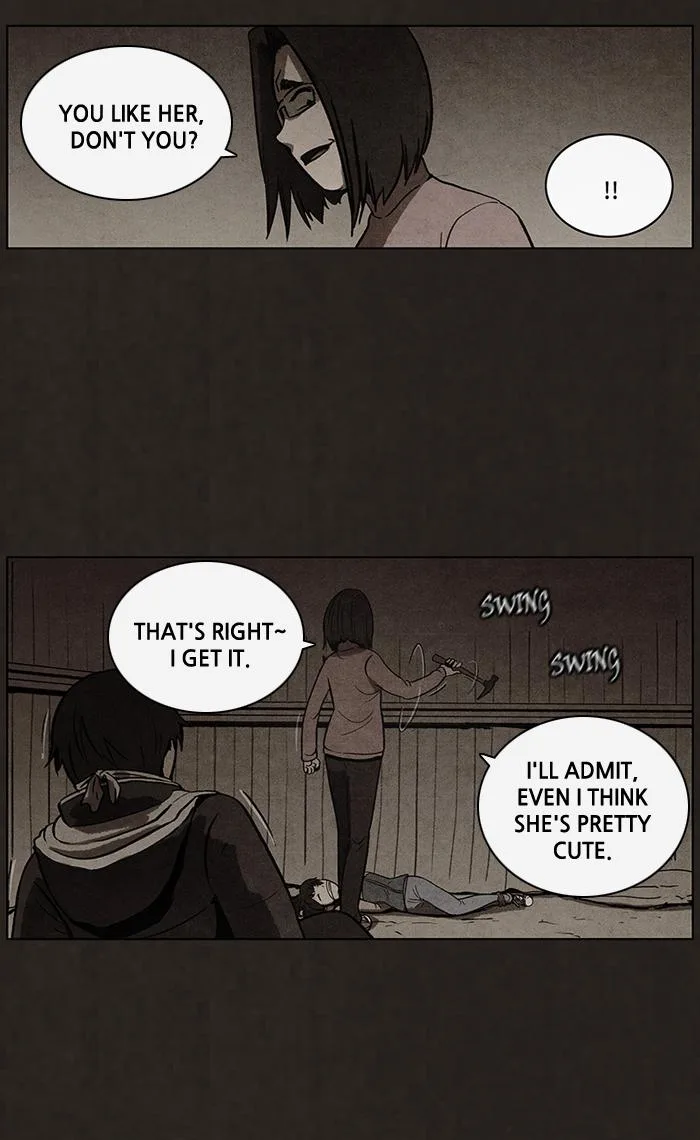 YOU LIKE HER,
DON'T YOU?
!!
THAT'S RIGHT~
I GET IT.
SWING
SWING
I'LL ADMIT,
EVEN I THINK
SHE'S PRETTY
CUTE.